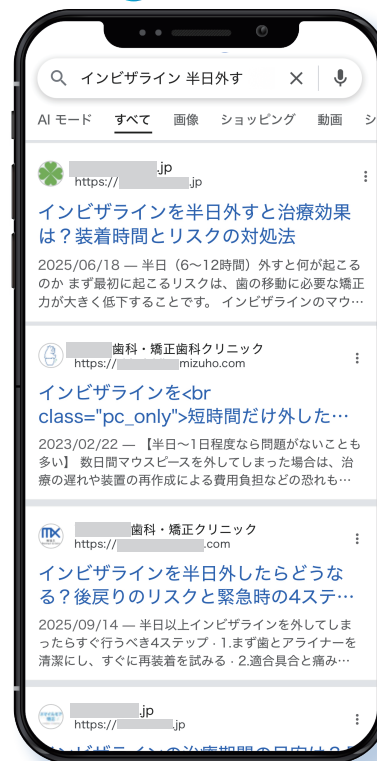 インビザライン 半日外す
AI モード すべて 画像 ショッピング 動画 シ
.jp
https:// .jp
インビザラインを半日外すと治療効果
は？装着時間とリスクの対処法
2025/06/18 — 半日（6〜12時間）外すと何が起こる
のか まず最初に起こるリスクは、歯の移動に必要な矯正
力が大きく低下することです。 インビザラインのマウ…
歯科・矯正歯科クリニック
https:// mizuho.com
インビザラインを<br
class="pc_only">短時間だけ外した…
2023/02/22 — 【半日〜1日程度なら問題がないことも
多い】 数日間マウスピースを外してしまった場合は、治
療の遅れや装置の再作成による費用負担などの恐れも…
歯科・矯正クリニック
https:// .com
インビザラインを半日外したらどうな
る？後戻りのリスクと緊急時の4ステ…
2025/09/14 — 半日以上インビザラインを外してしま
ったらすぐ行うべき4ステップ · 1.まず歯とアライナーを
清潔にし、すぐに再装着を試みる · 2.適合具合と痛み…
.jp
https:// .jp
インビザラインの治療期間の目安は？